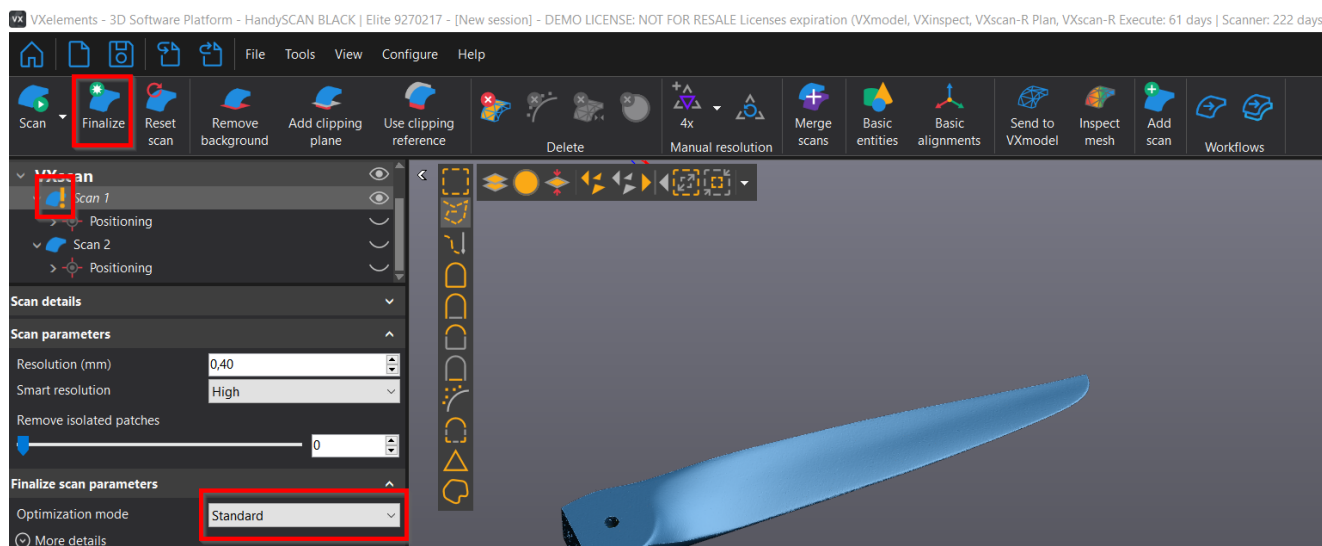 VX VXelements - 3D Software Platform - HandySCAN BLACK | Elite 9270217 - [New session] - DEMO LICENSE: NOT FOR RESALE Licenses expiration (VXmodel, VXinspect, VXscan-R Plan, VXscan-R Execute: 61 days | Scanner: 222 days
File Tools View Configure Help
Scan Finalize Reset scan Remove background Add clipping plane Use clipping reference Delete 4x Manual resolution Merge scans Basic entities Basic alignments Send to VXmodel Inspect mesh Add scan Workflows
VXscan
Scan 1
Positioning
Scan 2
Positioning
Scan details
Scan parameters
Resolution (mm) 0,40
Smart resolution High
Remove isolated patches
0
Finalize scan parameters
Optimization mode Standard
More details